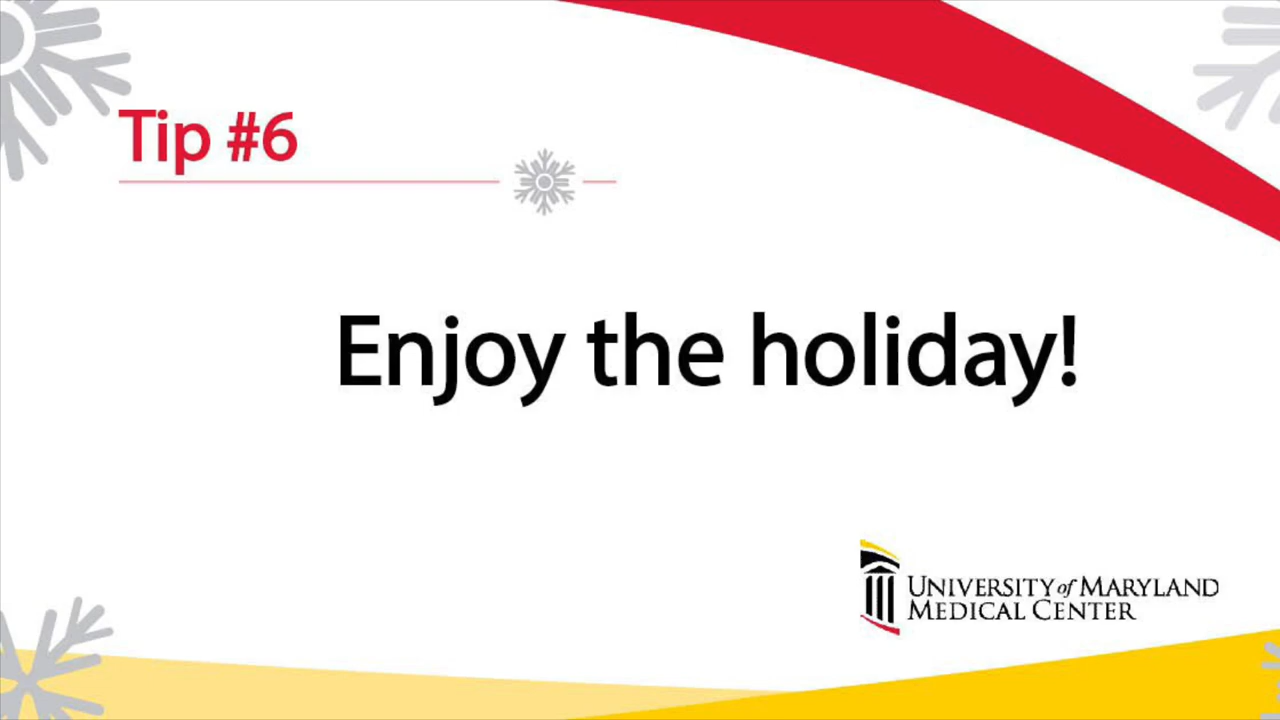 Tip #6
Enjoy the holiday!
UNIVERSITY of MARYLAND
MEDICAL CENTER